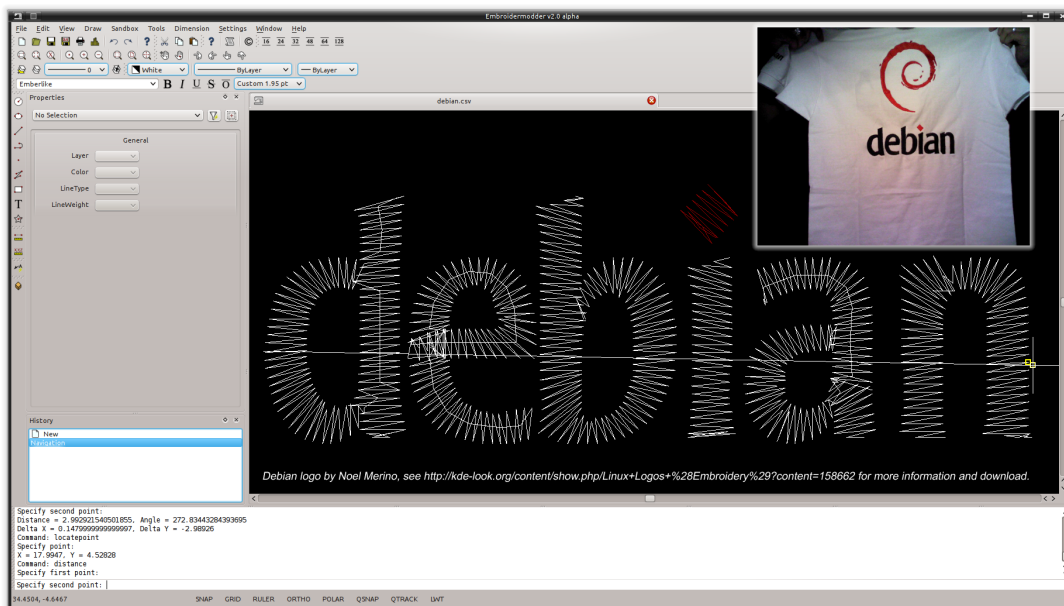 Embroidermodder v2.0 alpha
File Edit View Draw Sandbox Tools Dimension Settings Window Help
16 24 32 48 64 128
0 White ByLayer ByLayer
Emberlike B I U S O Custom 1.95 pt
Properties
debian.csv
No Selection
General
Layer
Color
LineType
LineWeight
debian
debian
History
New
Navigation
Debian logo by Noel Merino, see http://kde-look.org/content/show.php/Linux+Logos+%28Embroidery%29?content=158662 for more information and download.
Specify second point:
Distance = 2.992921540501855, Angle = 272.83443284393695
Delta X = 0.1479999999999997, Delta Y = -2.98926
Command: locatepoint
Specify point:
X = 17.9947, Y = 4.52828
Command: distance
Specify first point:
Specify second point:
34.4504, -4.6467 SNAP GRID RULER ORTHO POLAR QSNAP QTRACK LWT